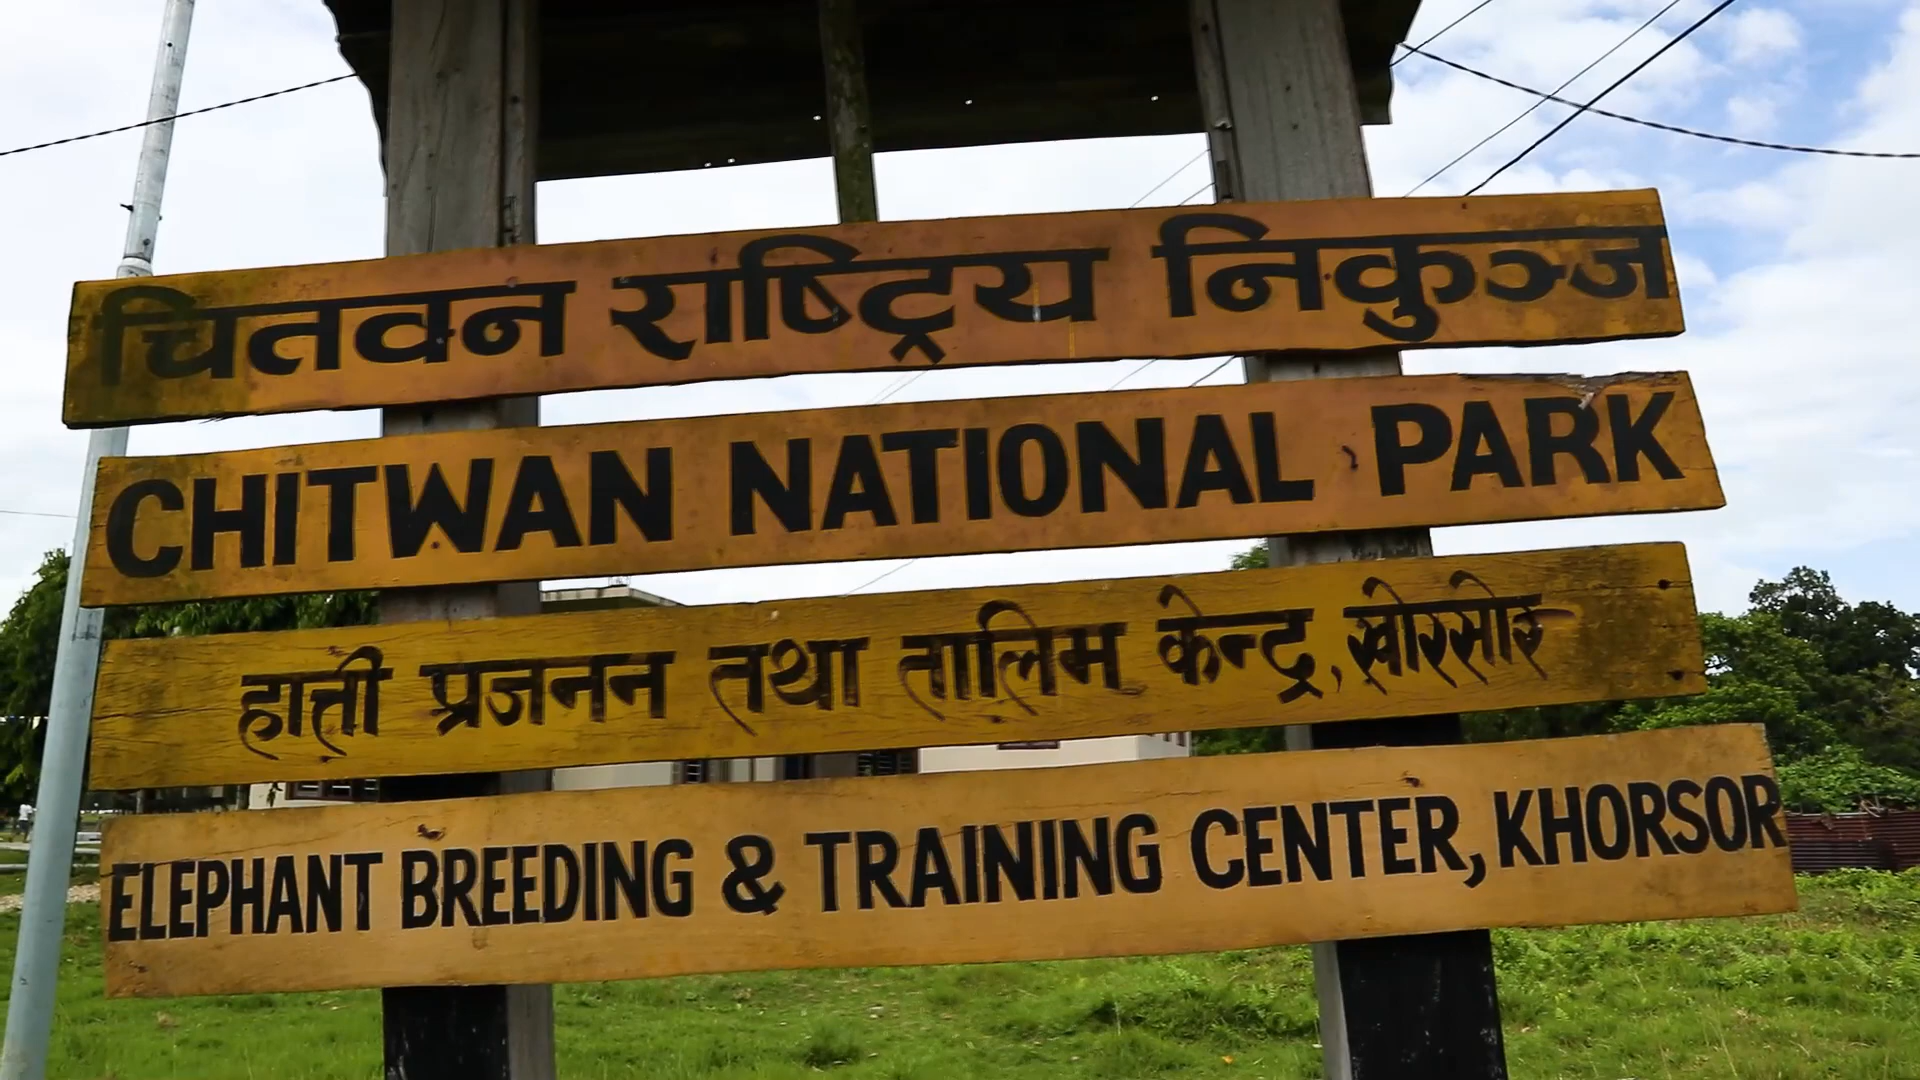 चितवन राष्ट्रिय निकुञ्ज
CHITWAN NATIONAL PARK
हात्ती प्रजनन तथा तालिम केन्द्र, खोरसोर
ELEPHANT BREEDING & TRAINING CENTER, KHORSOR